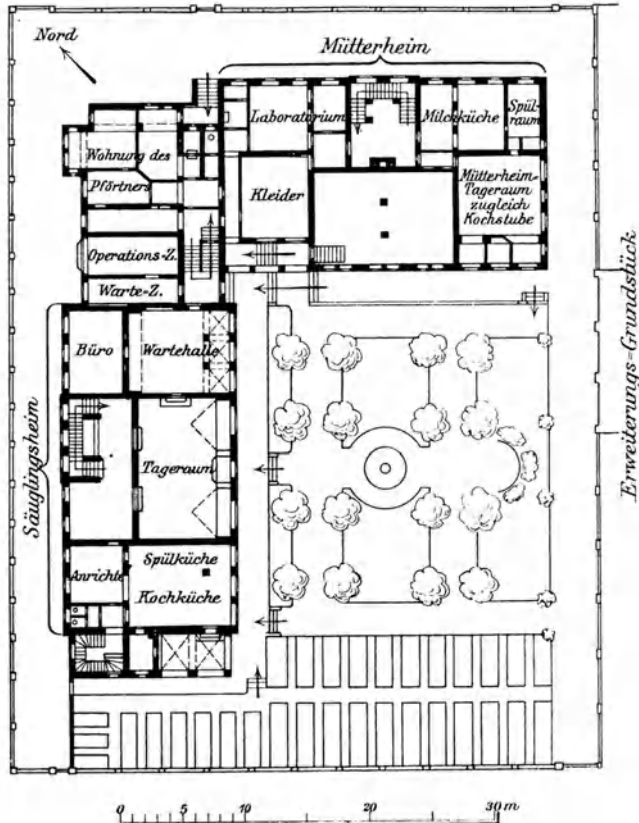 Nord
Mütterheim
Laboratorium
Milchküche
Spül-
raum
Wohnung des
Pförtners
Kleider
Mütterheim-
Tageraum
zugleich
Kochstube
Operations-Z.
Warte-Z.
Büro
Wartehalle
Säuglingsheim
Tageraum
Erweiterungs-Grundstück
Anrichte
Spülküche
Kochküche
0 5 10 20 30 m